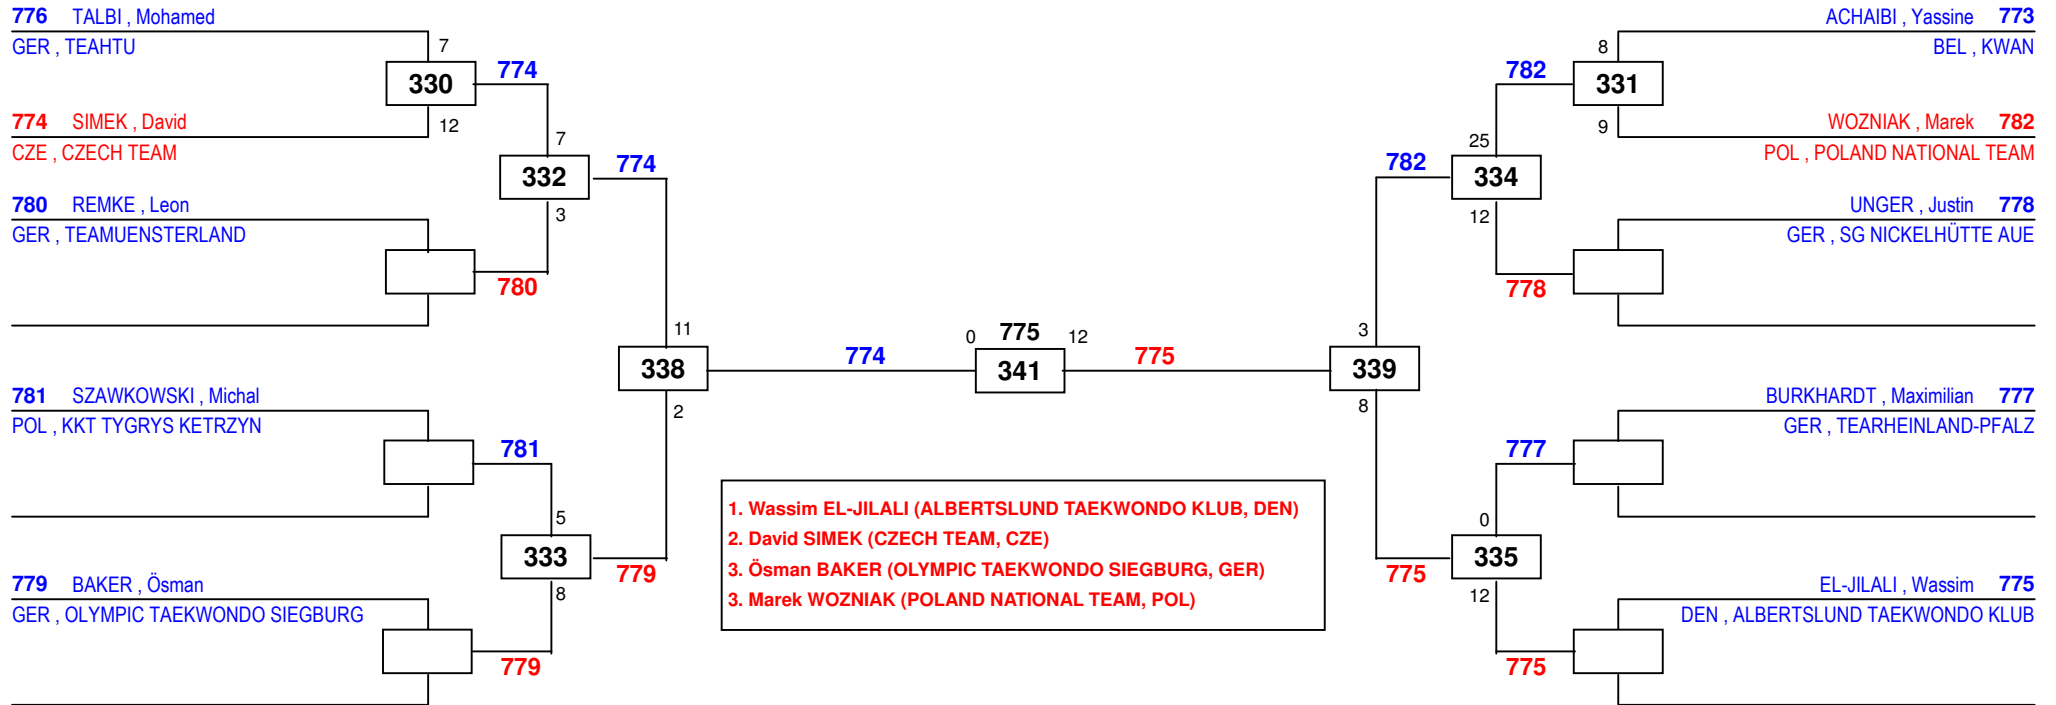 776 TALBI , Mohamed
GER , TEAHTU
7
330
774
774 SIMEK , David
12
CZE , CZECH TEAM
7
332
774
780 REMKE , Leon
3
GER , TEAMUENSTERLAND
780
11
338
774
781 SZAWKOWSKI , Michal
2
POL , KKT TYGRYS KETRZYN
781
5
333
779
779 BAKER , Ösman
8
GER , OLYMPIC TAEKWONDO SIEGBURG
779
0 775 12
341
775
1. Wassim EL-JILALI (ALBERTSLUND TAEKWONDO KLUB, DEN)
2. David SIMEK (CZECH TEAM, CZE)
3. Ösman BAKER (OLYMPIC TAEKWONDO SIEGBURG, GER)
3. Marek WOZNIAK (POLAND NATIONAL TEAM, POL)
ACHAIBI , Yassine 773
8
BEL , KWAN
782
331
9
WOZNIAK , Marek 782
POL , POLAND NATIONAL TEAM
25
782
334
12
UNGER , Justin 778
GER , SG NICKELHÜTTE AUE
778
3
339
8
BURKHARDT , Maximilian 777
GER , TEARHEINLAND-PFALZ
777
0
335
775
12
EL-JILALI , Wassim 775
DEN , ALBERTSLUND TAEKWONDO KLUB
775